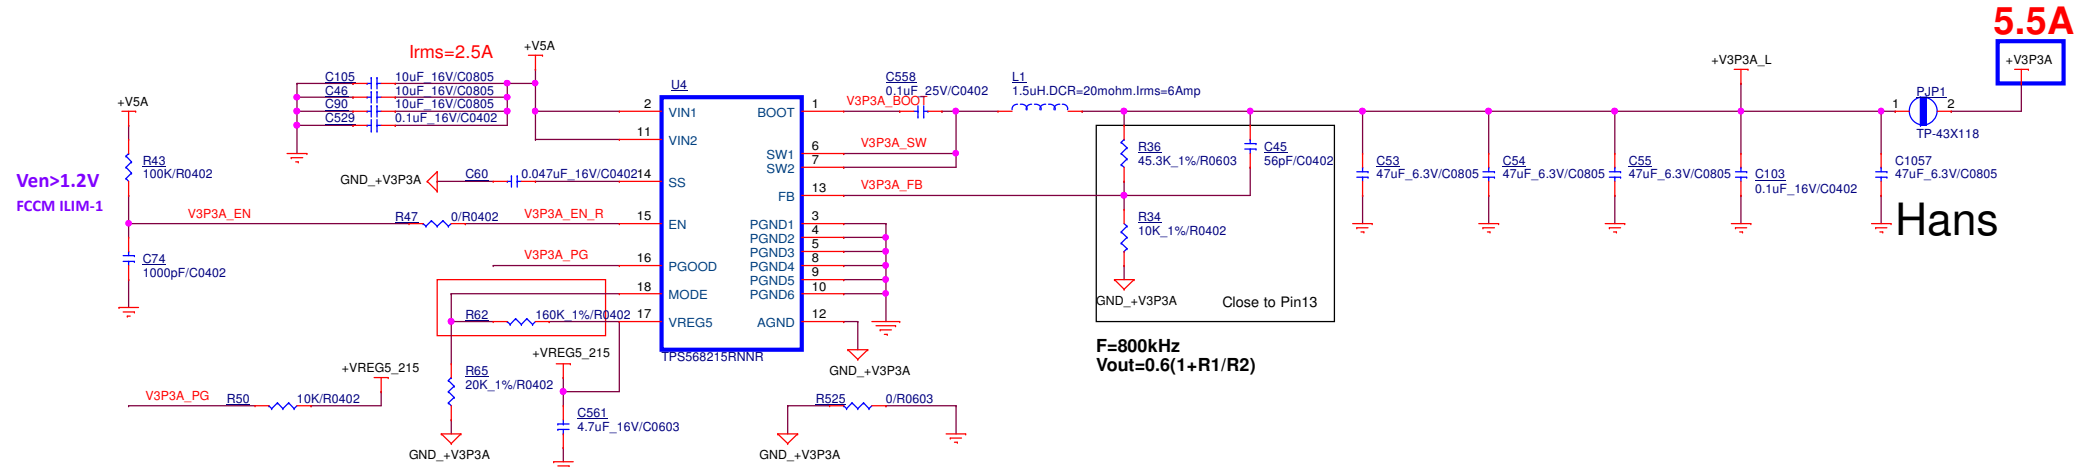 5.5A
+V3P3A
Irms=2.5A
+V5A
+V3P3A_L
C105 10uF_16V/C0805
C46 10uF_16V/C0805
C90 10uF_16V/C0805
C529 0.1uF_16V/C0402
+V5A
U4
C558
0.1uF_25V/C0402
L1
1.5uH.DCR=20mohm.Irms=6Amp
PJP1
1 2
TP-43X118
2 VIN1
11 VIN2
BOOT 1 V3P3A_BOOT
SW1 6 V3P3A_SW
SW2 7
R43
100K/R0402
Ven>1.2V
FCCM ILIM-1
GND_+V3P3A C60 0.047uF_16V/C0402 14 SS
FB 13 V3P3A_FB
R36
45.3K_1%/R0603
C45
56pF/C0402
C53
47uF_6.3V/C0805
C54
47uF_6.3V/C0805
C55
47uF_6.3V/C0805
C103
0.1uF_16V/C0402
C1057
47uF_6.3V/C0805
Hans
V3P3A_EN R47 0/R0402 V3P3A_EN_R 15 EN
PGND1 3
PGND2 4
PGND3 5
PGND4 8
PGND5 9
PGND6 10
R34
10K_1%/R0402
C74
1000pF/C0402
V3P3A_PG 16 PGOOD
18 MODE
R62 160K_1%/R0402 17 VREG5
AGND 12
GND_+V3P3A
Close to Pin13
TPS568215RNNR
F=800kHz
Vout=0.6(1+R1/R2)
+VREG5_215
GND_+V3P3A
+VREG5_215
V3P3A_PG R50 10K/R0402
R65
20K_1%/R0402
C561
4.7uF_16V/C0603
R525 0/R0603
GND_+V3P3A
GND_+V3P3A